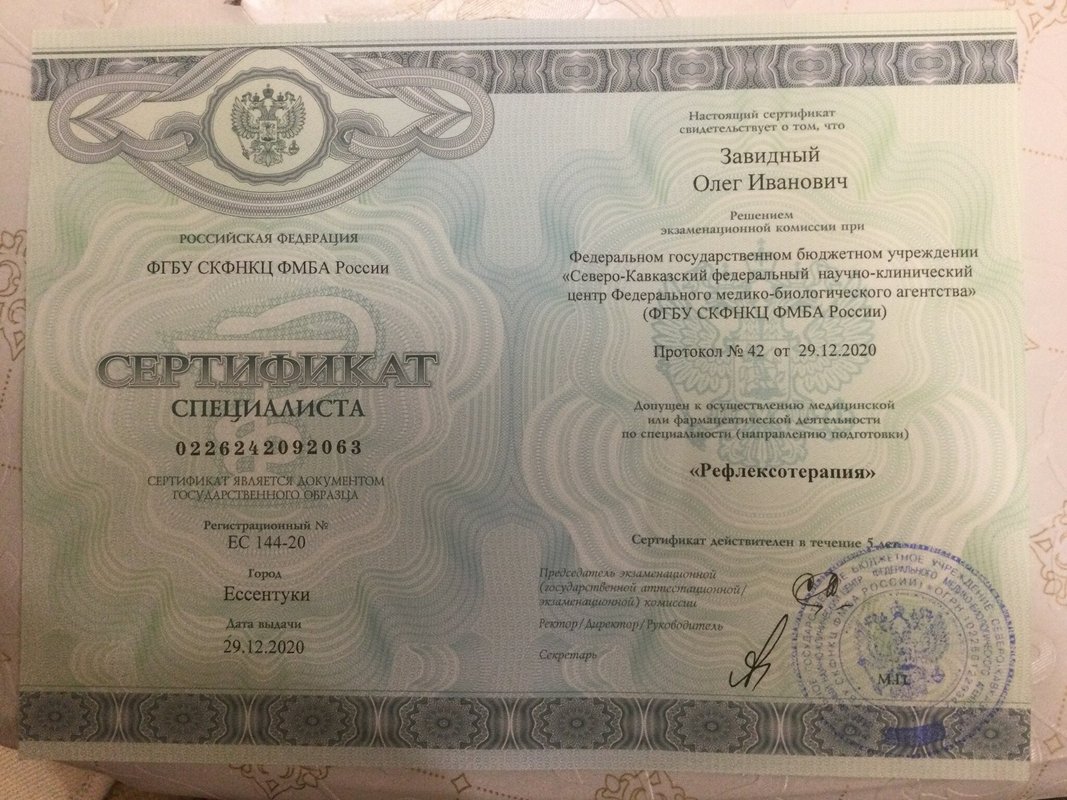 РОССИЙСКАЯ ФЕДЕРАЦИЯ
ФГБУ СКФНКЦ ФМБА России
СЕРТИФИКАТ
СПЕЦИАЛИСТА
0226242092063
СЕРТИФИКАТ ЯВЛЯЕТСЯ ДОКУМЕНТОМ
ГОСУДАРСТВЕННОГО ОБРАЗЦА
Регистрационный №
ЕС 144-20
Город
Ессентуки
Дата выдачи
29.12.2020
Настоящий сертификат
свидетельствует о том, что
Завидный
Олег Иванович
Решением
экзаменационной комиссии при
Федеральном государственном бюджетном учреждении
«Северо-Кавказский федеральный научно-клинический
центр Федерального медико-биологического агентства»
(ФГБУ СКФНКЦ ФМБА России)
Протокол № 42 от 29.12.2020
Допущен к осуществлению медицинской
или фармацевтической деятельности
по специальности (направлению подготовки)
«Рефлексотерапия»
Сертификат действителен в течение 5 лет.
Председатель экзаменационной
(государственной аттестационной/
экзаменационной) комиссии
Ректор/Директор/Руководитель
Секретарь
М.П.